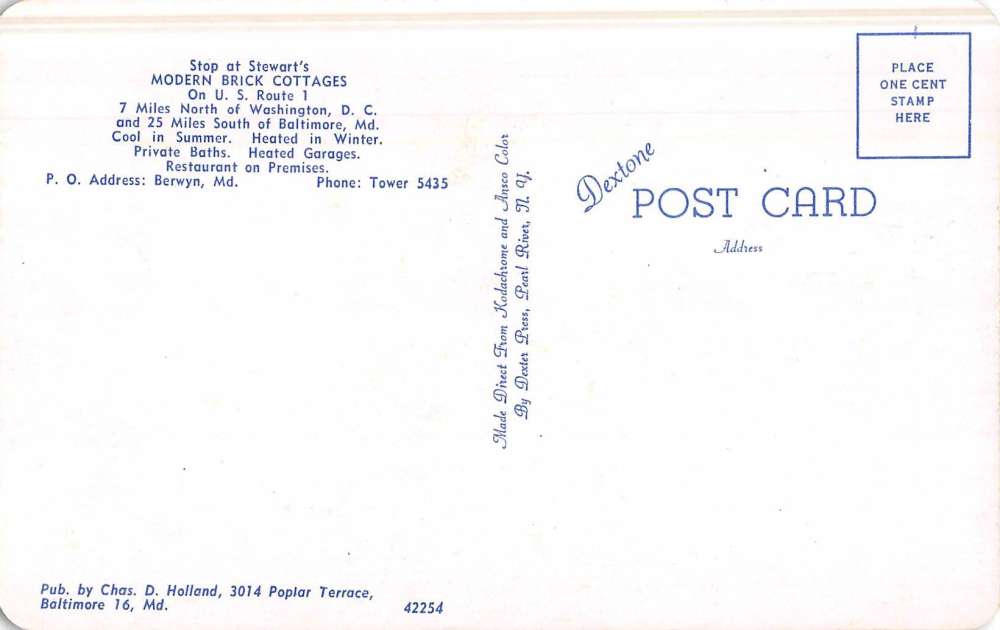 Stop at Stewart's
MODERN BRICK COTTAGES
On U. S. Route 1
7 Miles North of Washington, D. C.
and 25 Miles South of Baltimore, Md.
Cool in Summer. Heated in Winter.
Private Baths. Heated Garages.
Restaurant on Premises.
P. O. Address: Berwyn, Md. Phone: Tower 5435
Pub. by Chas. D. Holland, 3014 Poplar Terrace,
Baltimore 16, Md. 42254
Made Direct From Kodachrome and Ansco Color
By Dexter Press, Pearl River, N. Y.
Dextone
POST CARD
Address
PLACE
ONE CENT
STAMP
HERE